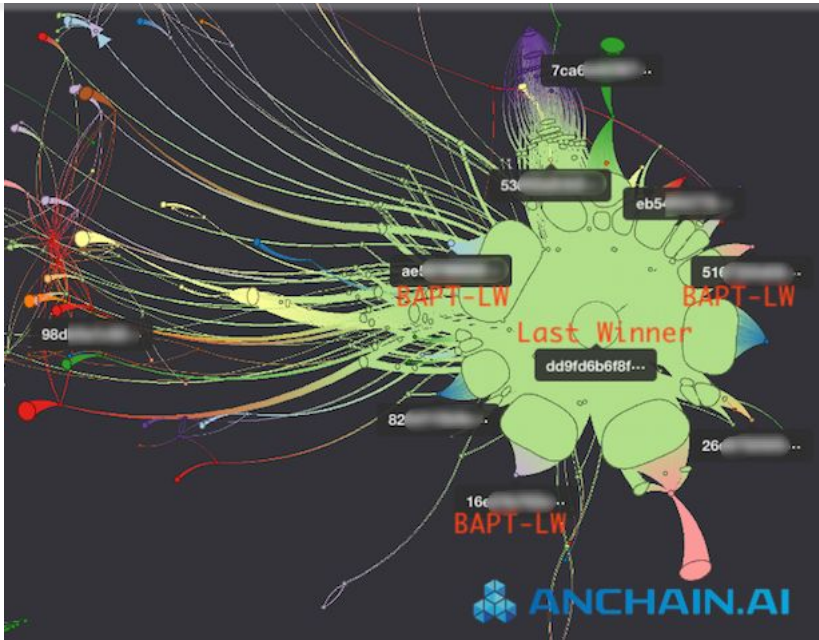 7ca6
53
eb54
ae
516
BAPT-LW
BAPT-LW
Last Winner
98d
dd9fd6b6f8f...
82
26
16
BAPT-LW
ANCHAIN.AI